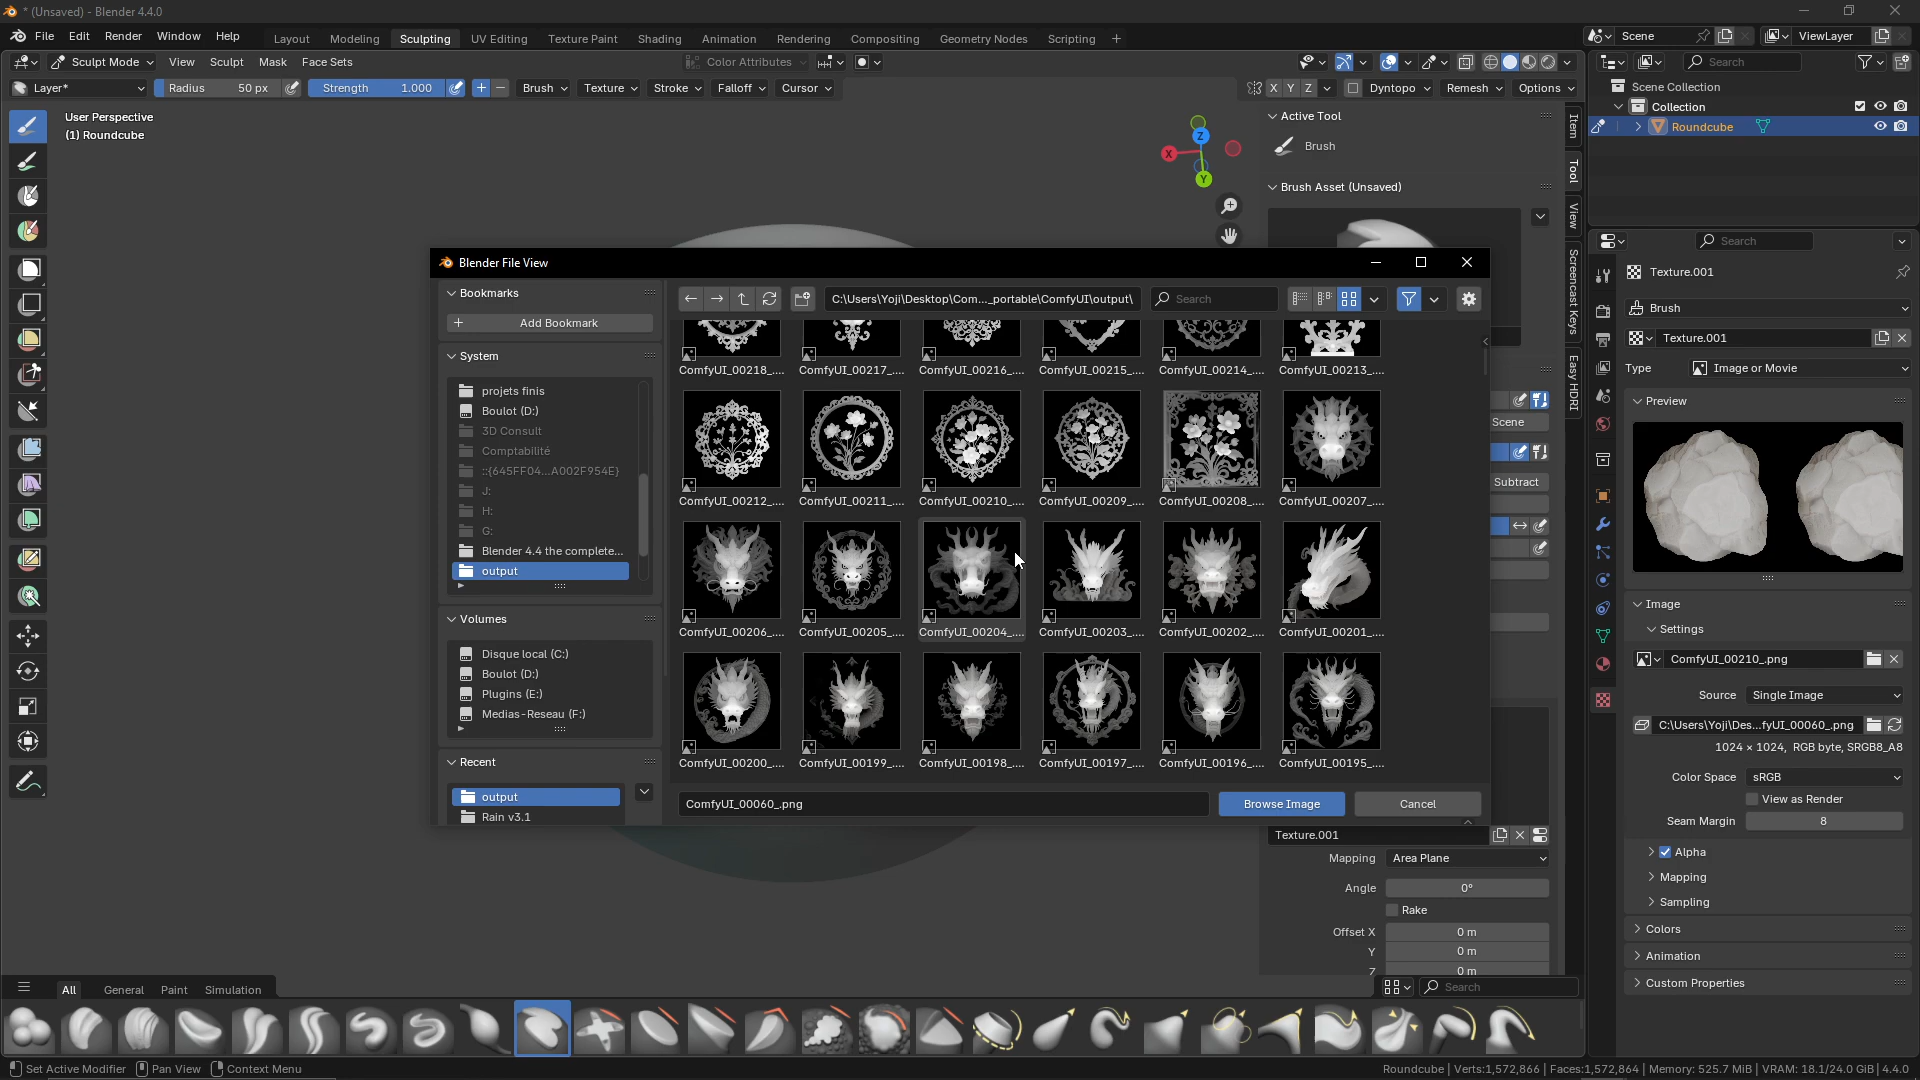 * (Unsaved) - Blender 4.4.0
File Edit Render Window Help
Layout Modeling Sculpting UV Editing Texture Paint Shading Animation Rendering Compositing Geometry Nodes Scripting +
Scene
ViewLayer
Sculpt Mode View Sculpt Mask Face Sets
Color Attributes
Search
Layer*
Radius 50 px
Strength 1.000
Brush Texture Stroke Falloff Cursor
X Y Z
Dyntopo Remesh Options
Scene Collection
Collection
Roundcube
User Perspective
(1) Roundcube
Z
X
Y
Active Tool
Brush
Brush Asset (Unsaved)
Item
Tool
View
Screencast Keys
Easy HDRI
Scene
Subtract
Blender File View
Bookmarks
Add Bookmark
System
projets finis
Boulot (D:)
3D Consult
Comptabilité
::{645FF04...A002F954E}
J:
H:
G:
Blender 4.4 the complete...
output
Volumes
Disque local (C:)
Boulot (D:)
Plugins (E:)
Medias-Reseau (F:)
Recent
output
Rain v3.1
C:\Users\Yoji\Desktop\Com..._portable\ComfyUI\output\
Search
ComfyUI_00218_.... ComfyUI_00217_.... ComfyUI_00216_.... ComfyUI_00215_.... ComfyUI_00214_.... ComfyUI_00213_....
ComfyUI_00212_.... ComfyUI_00211_.... ComfyUI_00210_.... ComfyUI_00209_.... ComfyUI_00208_.... ComfyUI_00207_....
ComfyUI_00206_.... ComfyUI_00205_.... ComfyUI_00204_.... ComfyUI_00203_.... ComfyUI_00202_.... ComfyUI_00201_....
ComfyUI_00200_.... ComfyUI_00199_.... ComfyUI_00198_.... ComfyUI_00197_.... ComfyUI_00196_.... ComfyUI_00195_....
ComfyUI_00060_.png
Browse Image
Cancel
Texture.001
Mapping Area Plane
Angle 0°
Rake
Offset X 0 m
Y 0 m
Z 0 m
Search
Texture.001
Brush
Texture.001
Type Image or Movie
Preview
Image
Settings
ComfyUI_00210_.png
Source Single Image
C:\Users\Yoji\Des...fyUI_00060_.png
1024 × 1024, RGB byte, SRGB8_A8
Color Space sRGB
View as Render
Seam Margin 8
Alpha
Mapping
Sampling
Colors
Animation
Custom Properties
All General Paint Simulation
Search
Set Active Modifier Pan View Context Menu
Roundcube | Verts:1,572,866 | Faces:1,572,864 | Memory: 525.7 MiB | VRAM: 18.1/24.0 GiB | 4.4.0